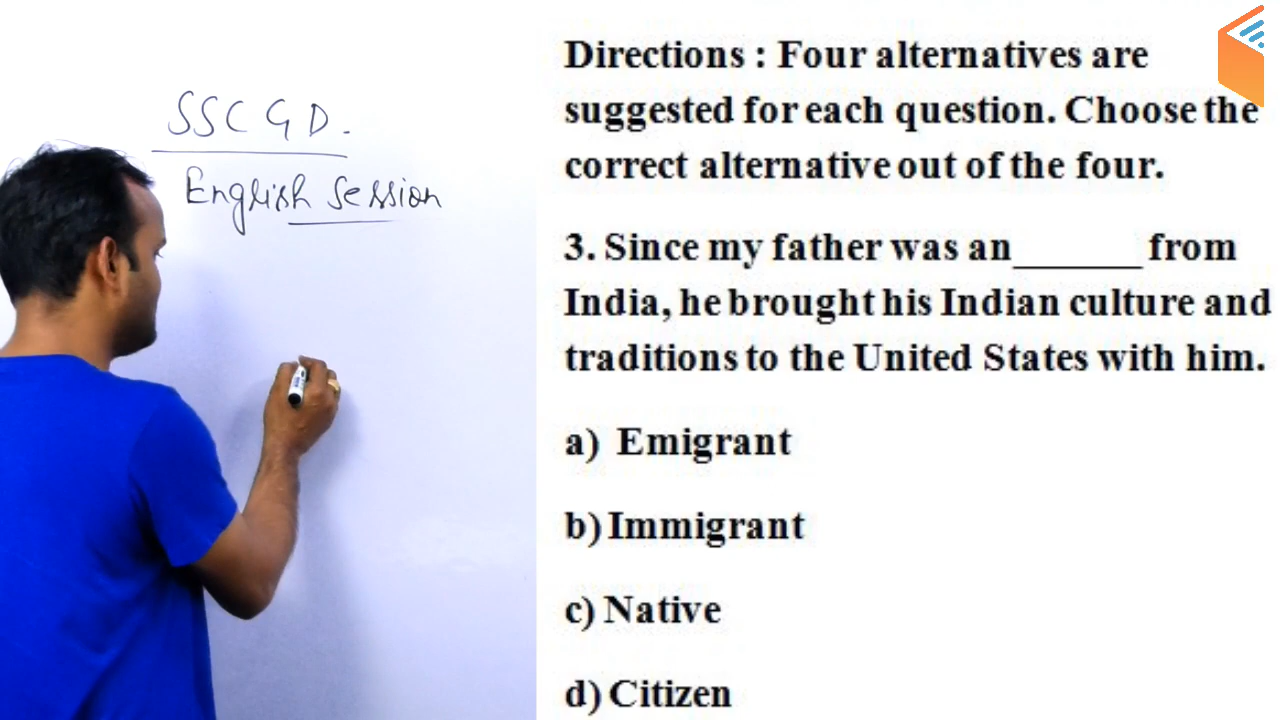 SSC GD.
English Session
Directions : Four alternatives are
suggested for each question. Choose the
correct alternative out of the four.
3. Since my father was an______ from
India, he brought his Indian culture and
traditions to the United States with him.
a) Emigrant
b) Immigrant
c) Native
d) Citizen